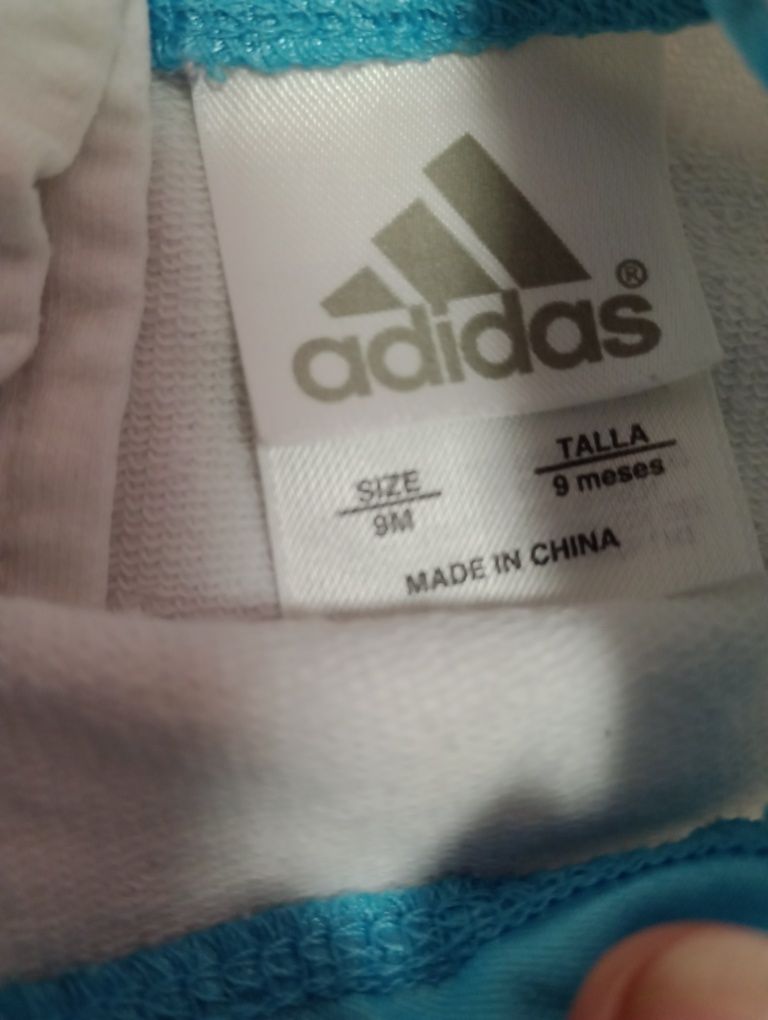 adidas®
SIZE
9M
TALLA
9 meses
MADE IN CHINA